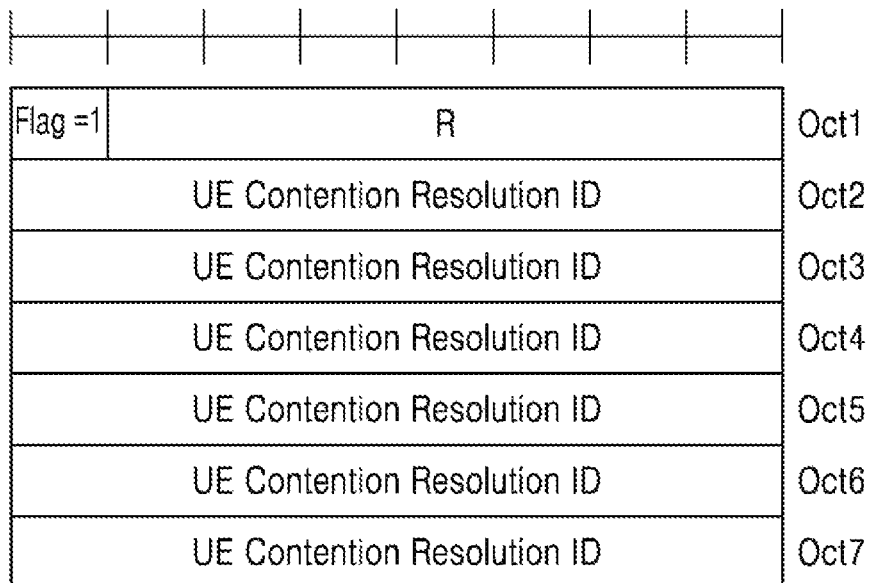 Flag =1 R Oct1
UE Contention Resolution ID Oct2
UE Contention Resolution ID Oct3
UE Contention Resolution ID Oct4
UE Contention Resolution ID Oct5
UE Contention Resolution ID Oct6
UE Contention Resolution ID Oct7